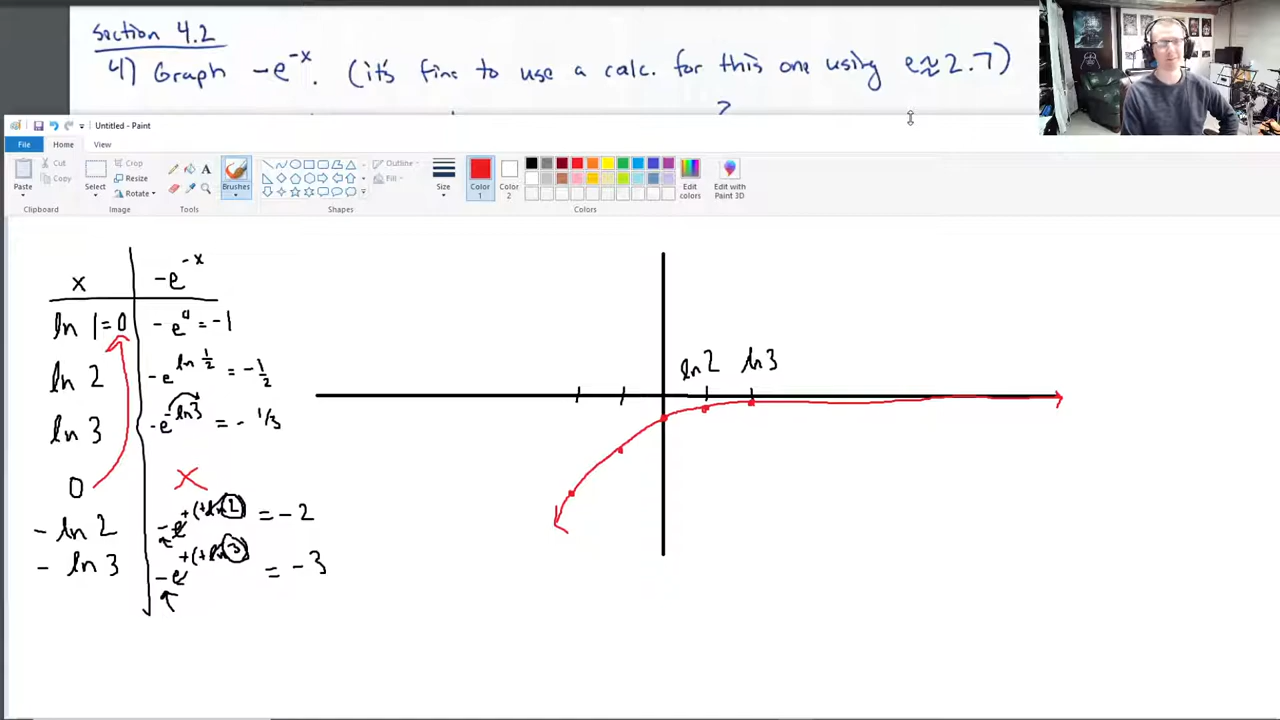 Section 4.2
4) Graph -e^-x. (it's fine to use a calc. for this one using e≈2.7)
Untitled - Paint
File Home View
Paste Cut Copy Clipboard
Select Crop Resize Rotate Image
Tools
Brushes
Shapes Outline Fill
Size
Color 1 Color 2 Edit colors Edit with Paint 3D Colors
x -e^-x
ln 1=0 -e^0 = -1
ln 2 -e^ln 1/2 = -1/2
ln 3 -e^-ln3 = - 1/3
0 X
- ln 2 -e^+(+ln 2) = -2
- ln 3 -e^+(+ln 3) = -3
ln2 ln3